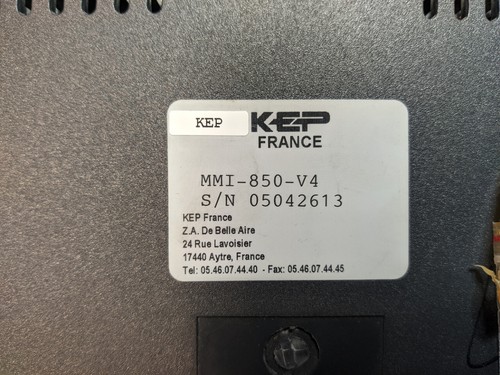 KEP KEP
FRANCE
MMI-850-V4
S/N 05042613
KEP France
Z.A. De Belle Aire
24 Rue Lavoisier
17440 Aytre, France
Tel: 05.46.07.44.40 - Fax: 05.46.07.44.45